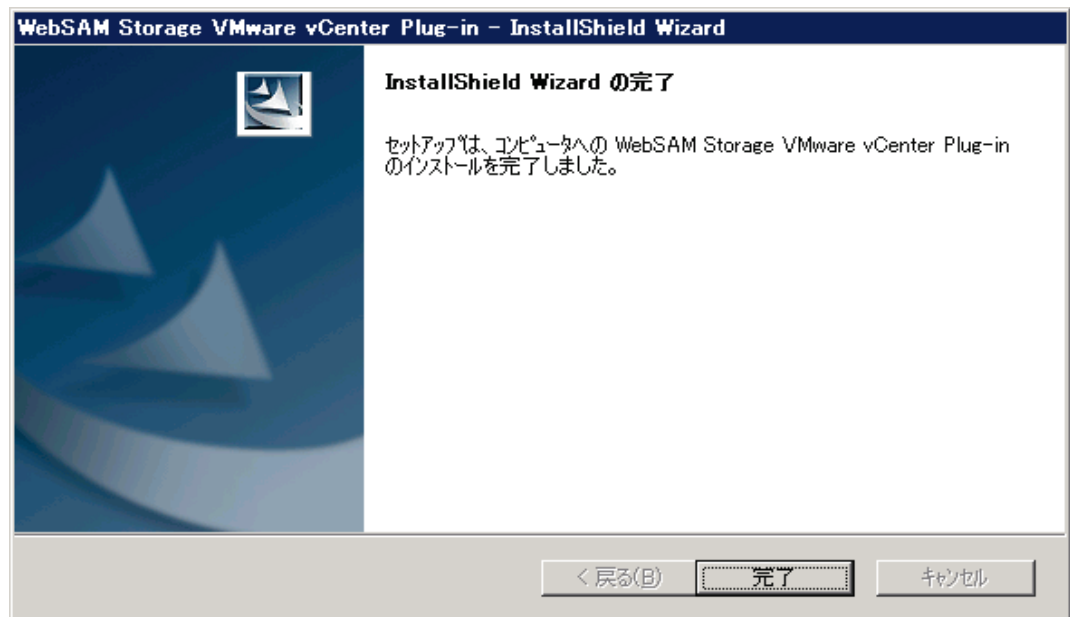 WebSAM Storage VMware vCenter Plug-in - InstallShield Wizard
InstallShield Wizard の完了
セットアップは、コンピュータへの WebSAM Storage VMware vCenter Plug-in
のインストールを完了しました。
< 戻る(B)
完了
キャンセル